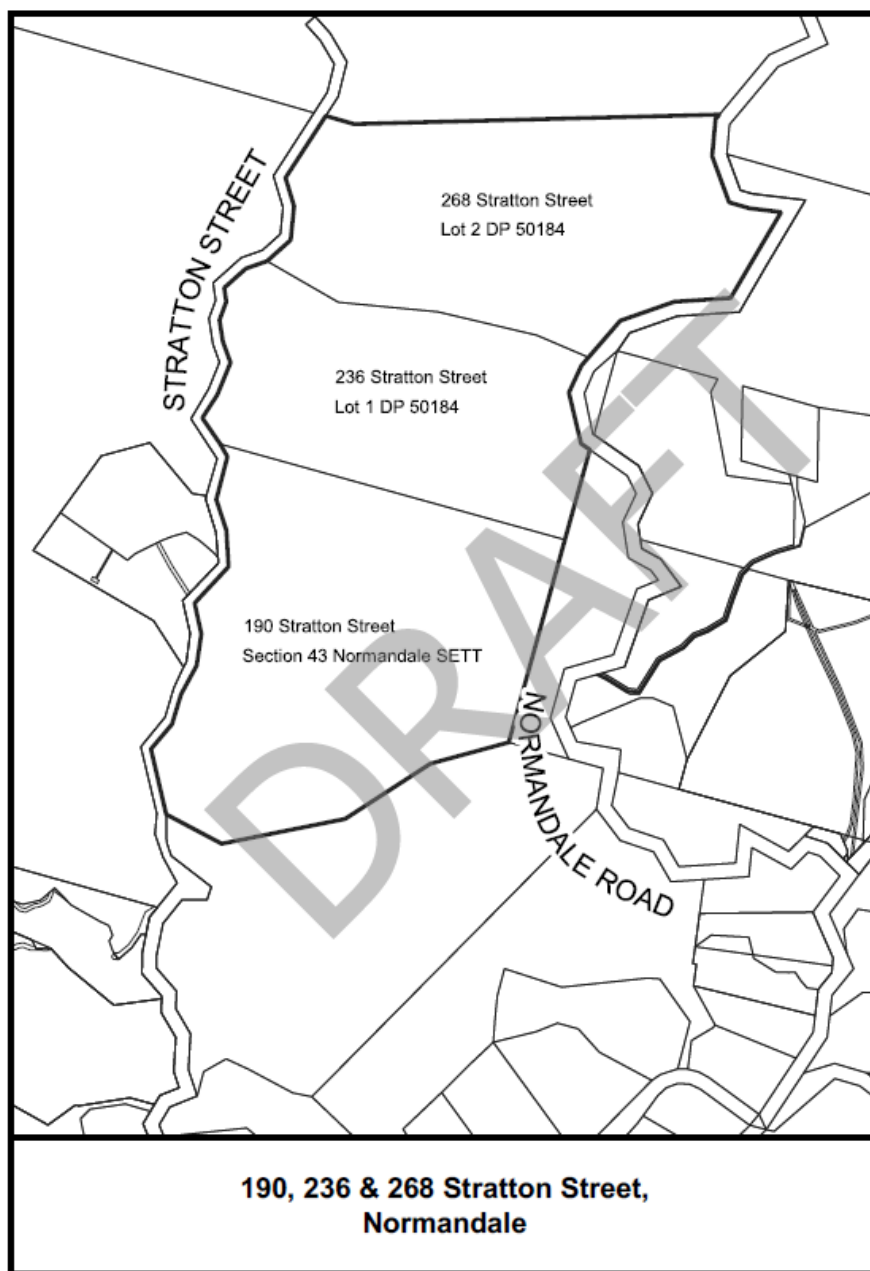 STRATTON STREET
268 Stratton Street
Lot 2 DP 50184
236 Stratton Street
Lot 1 DP 50184
190 Stratton Street
Section 43 Normandale SETT
NORMANDALE ROAD
DRAFT
190, 236 & 268 Stratton Street,
Normandale